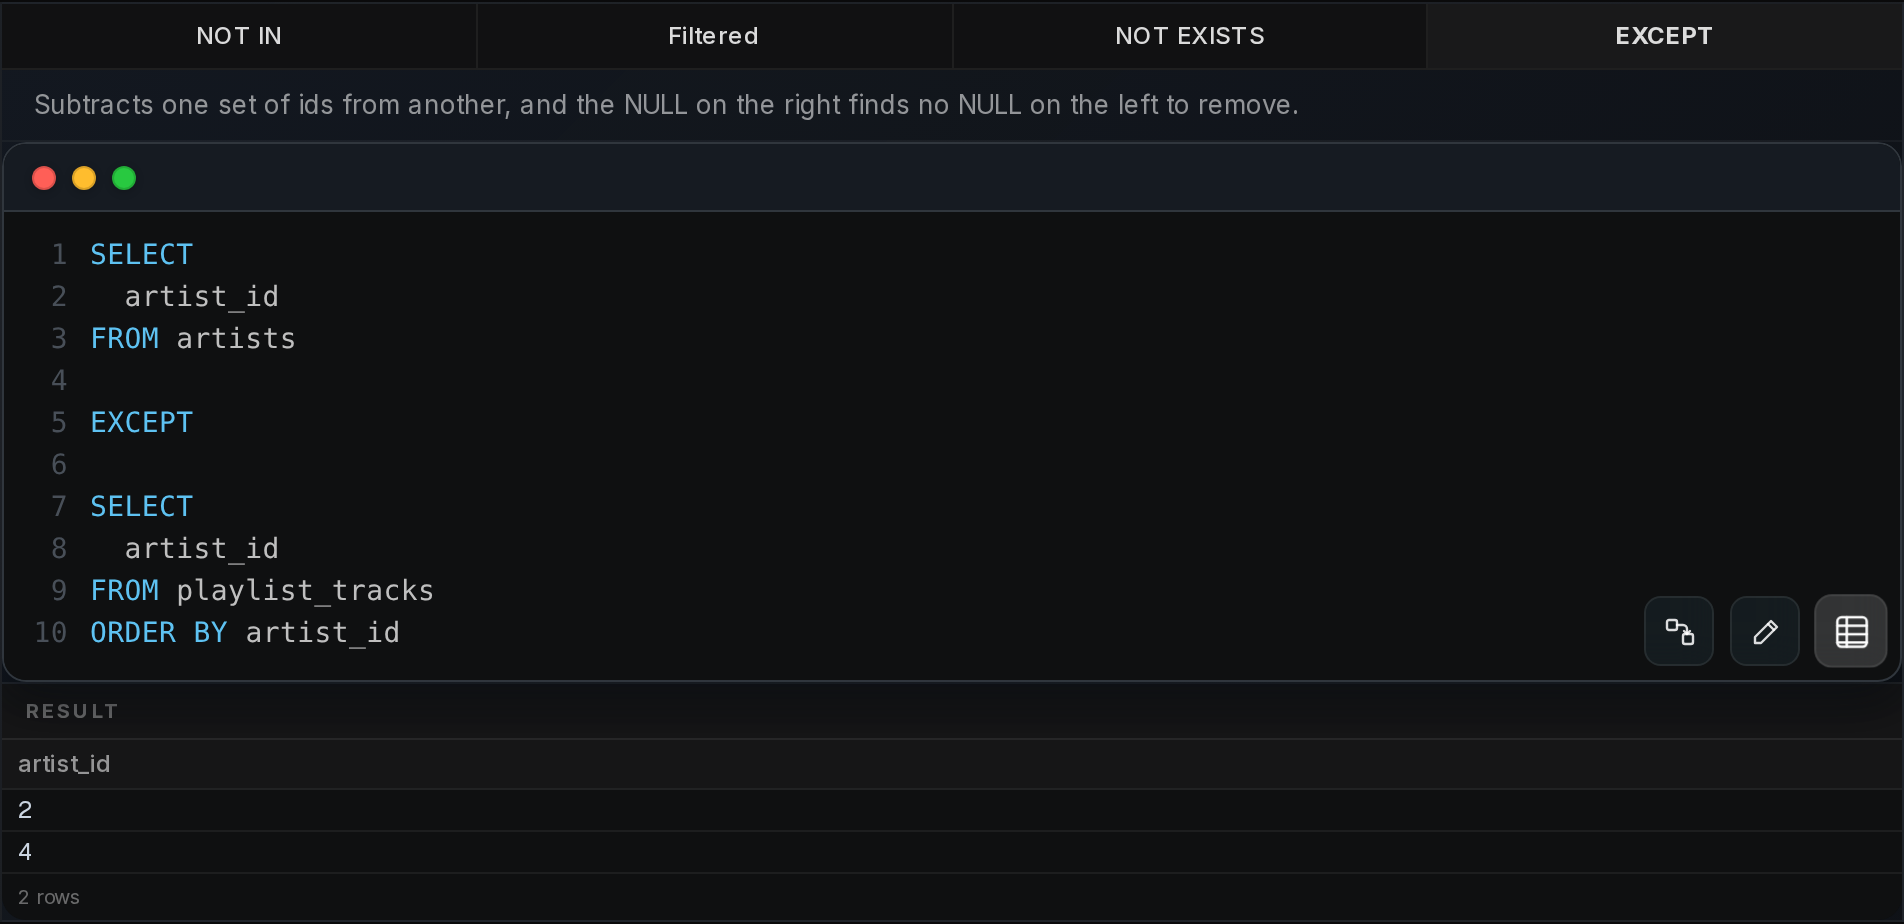 NOT IN
Filtered
NOT EXISTS
EXCEPT
Subtracts one set of ids from another, and the NULL on the right finds no NULL on the left to remove.
1 SELECT
2   artist_id
3 FROM artists
4
5 EXCEPT
6
7 SELECT
8   artist_id
9 FROM playlist_tracks
10 ORDER BY artist_id
RESULT
artist_id
2
4
2 rows